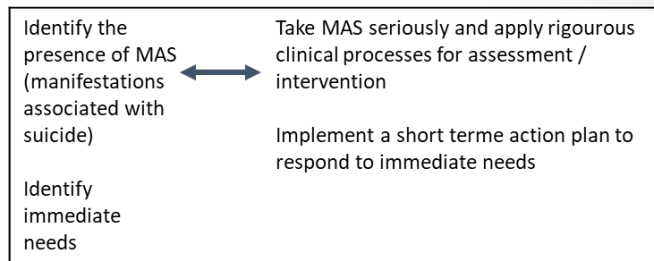 Identify the
presence of MAS
(manifestations
associated with
suicide)
Identify
immediate
needs
Take MAS seriously and apply rigourous
clinical processes for assessment /
intervention
Implement a short terme action plan to
respond to immediate needs